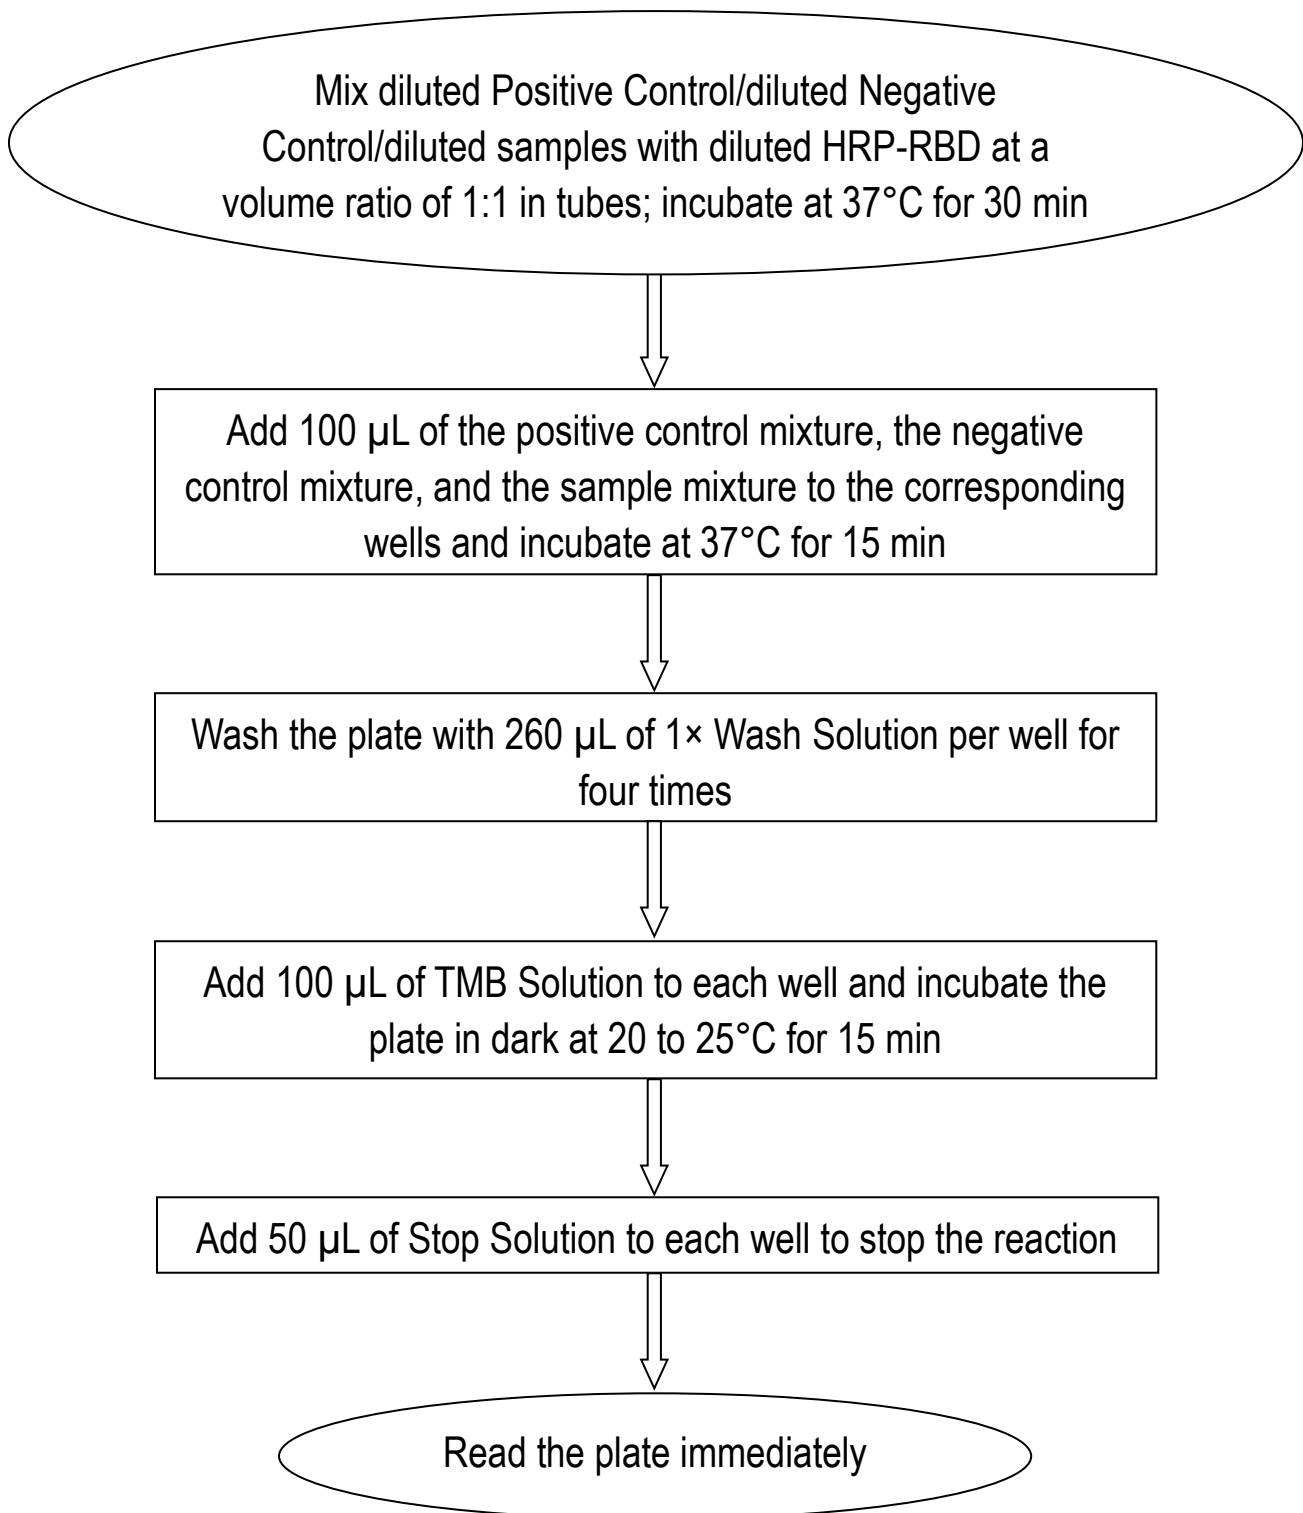 Mix diluted Positive Control/diluted Negative
Control/diluted samples with diluted HRP-RBD at a
volume ratio of 1:1 in tubes; incubate at 37°C for 30 min
Add 100 μL of the positive control mixture, the negative
control mixture, and the sample mixture to the corresponding
wells and incubate at 37°C for 15 min
Wash the plate with 260 μL of 1× Wash Solution per well for
four times
Add 100 μL of TMB Solution to each well and incubate the
plate in dark at 20 to 25°C for 15 min
Add 50 μL of Stop Solution to each well to stop the reaction
Read the plate immediately